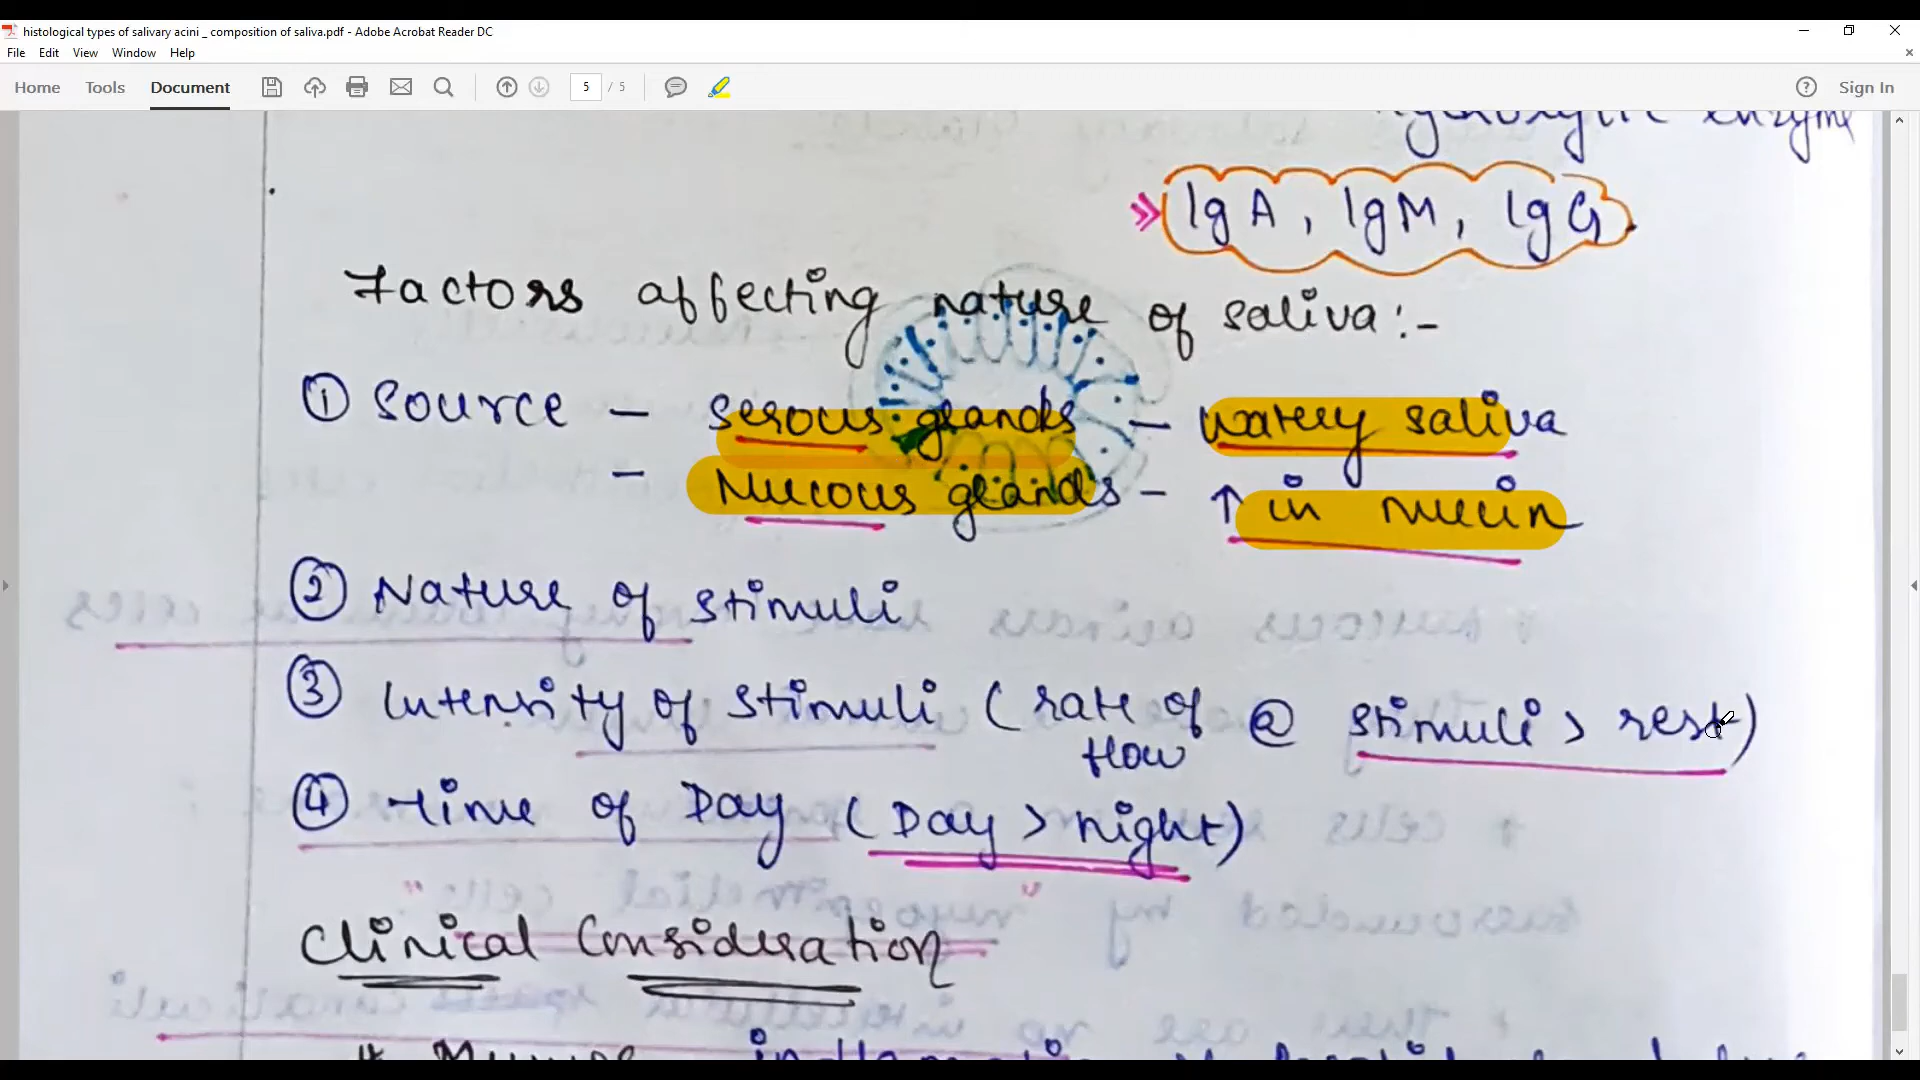 histological types of salivary acini _ composition of saliva.pdf - Adobe Acrobat Reader DC
File Edit View Window Help
Home Tools Document 5 / 5 Sign In
enzyme
IgA, IgM, IgG.
Factors affecting nature of saliva:-
① Source - serous glands - watery saliva
- Mucous glands - ↑ in mucin
② Nature of stimuli
③ Intensity of stimuli (rate of flow @ stimuli > rest)
④ Time of Day (Day > night)
Clinical Consideration